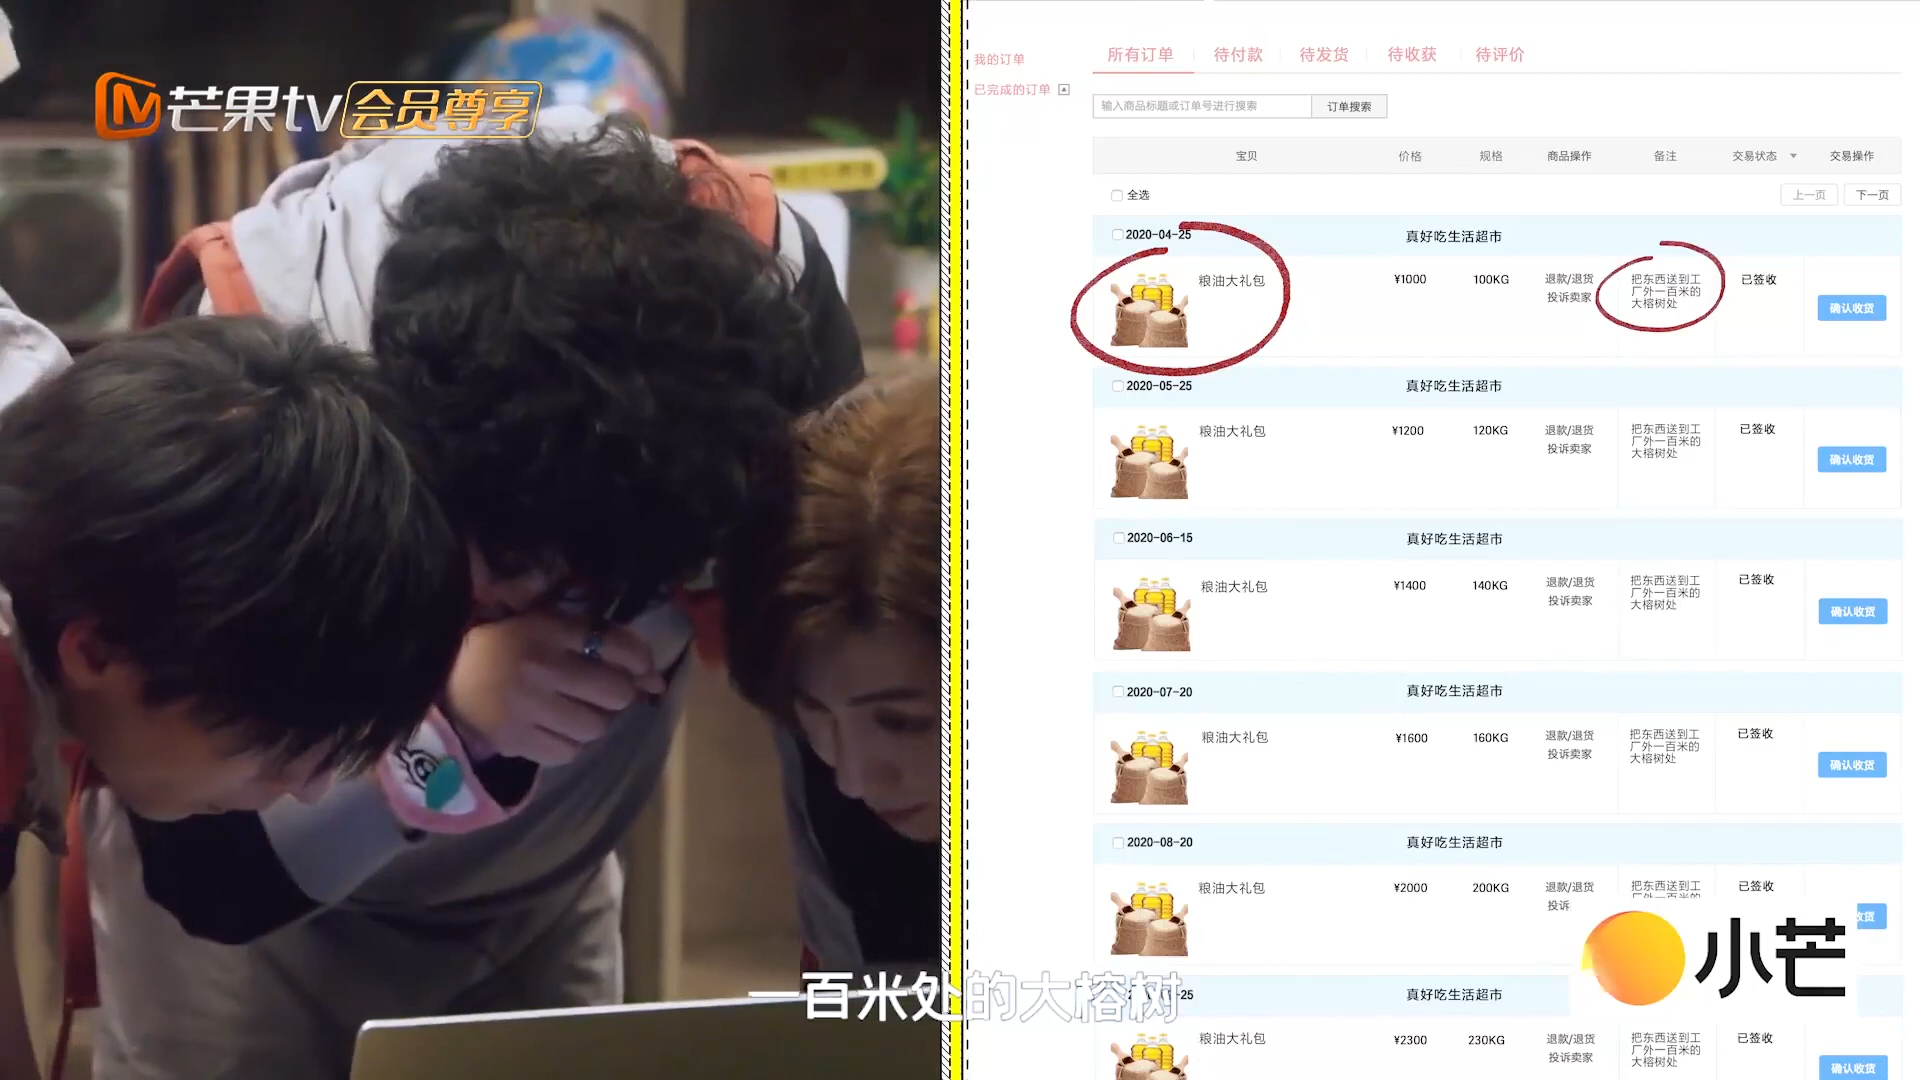 芒果tv会员尊享
我的订单
已完成的订单
所有订单 待付款 待发货 待收获 待评价
输入商品标题或订单号进行搜索 订单搜索
宝贝 价格 规格 商品操作 备注 交易状态 交易操作
全选 上一页 下一页
2020-04-25 真好吃生活超市
粮油大礼包 ¥1000 100KG 退款/退货 把东西送到工 已签收
投诉卖家 厂外一百米的
大榕树处 确认收货
2020-05-25 真好吃生活超市
粮油大礼包 ¥1200 120KG 退款/退货 把东西送到工 已签收
投诉卖家 厂外一百米的
大榕树处 确认收货
2020-06-15 真好吃生活超市
粮油大礼包 ¥1400 140KG 退款/退货 把东西送到工 已签收
投诉卖家 厂外一百米的
大榕树处 确认收货
2020-07-20 真好吃生活超市
粮油大礼包 ¥1600 160KG 退款/退货 把东西送到工 已签收
投诉卖家 厂外一百米的
大榕树处 确认收货
2020-08-20 真好吃生活超市
粮油大礼包 ¥2000 200KG 退款/退货 把东西送到工 已签收
投诉 收货
小芒
一百米处的大榕树
-25 真好吃生活超市
粮油大礼包 ¥2300 230KG 退款/退货 把东西送到工 已签收
投诉卖家 厂外一百米的
大榕树处 确认收货